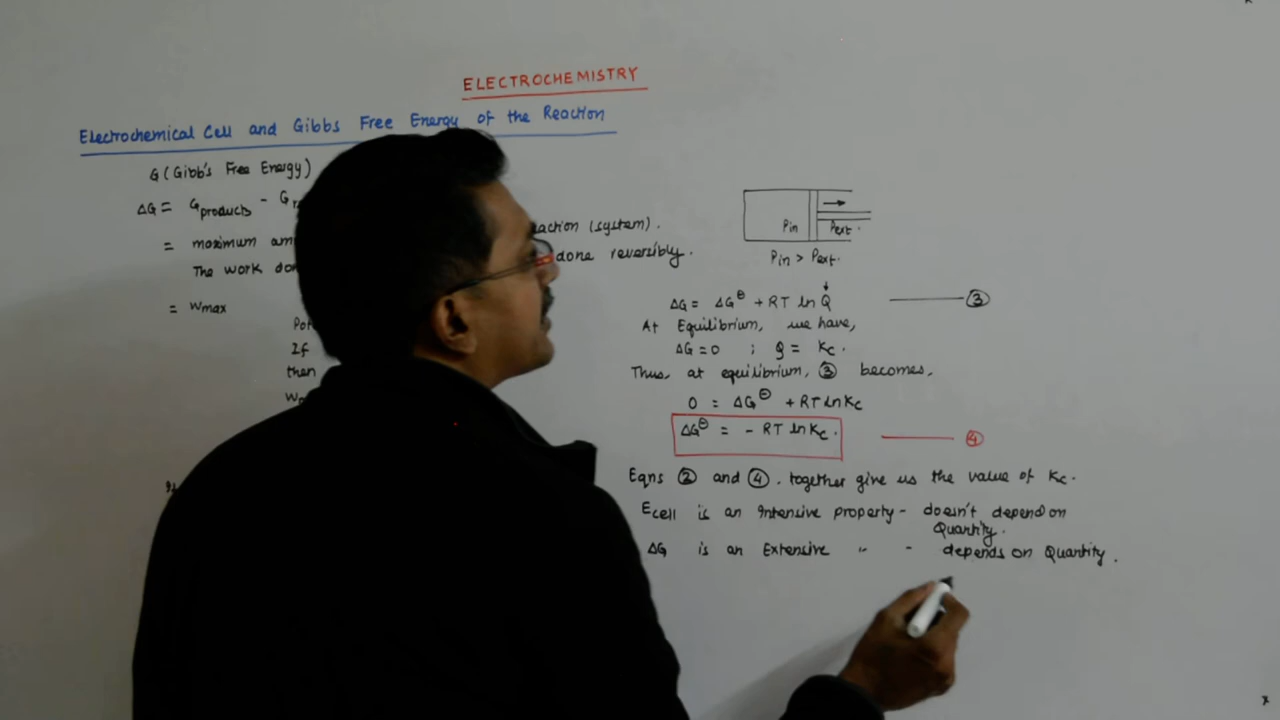 ELECTROCHEMISTRY
Electrochemical Cell and Gibbs Free Energy of the Reaction
G (Gibb's Free Energy)
ΔG = Gproducts - G
= maximum am
action (system).
The work don
done reversibly.
= Wmax
If
then
Pin Pext.
Pin > Pext.
ΔG = ΔG⊖ + RT ln Q ③
At Equilibrium, we have,
ΔG = 0 ; Q = Kc.
Thus, at equilibrium, ③ becomes,
0 = ΔG⊖ + RT ln Kc
ΔG⊖ = - RT ln Kc. ④
Eqns ② and ④. together give us the value of Kc.
Ecell is an Intensive property - doesn't depend on
Quantity.
ΔG is an Extensive " - depends on Quantity.